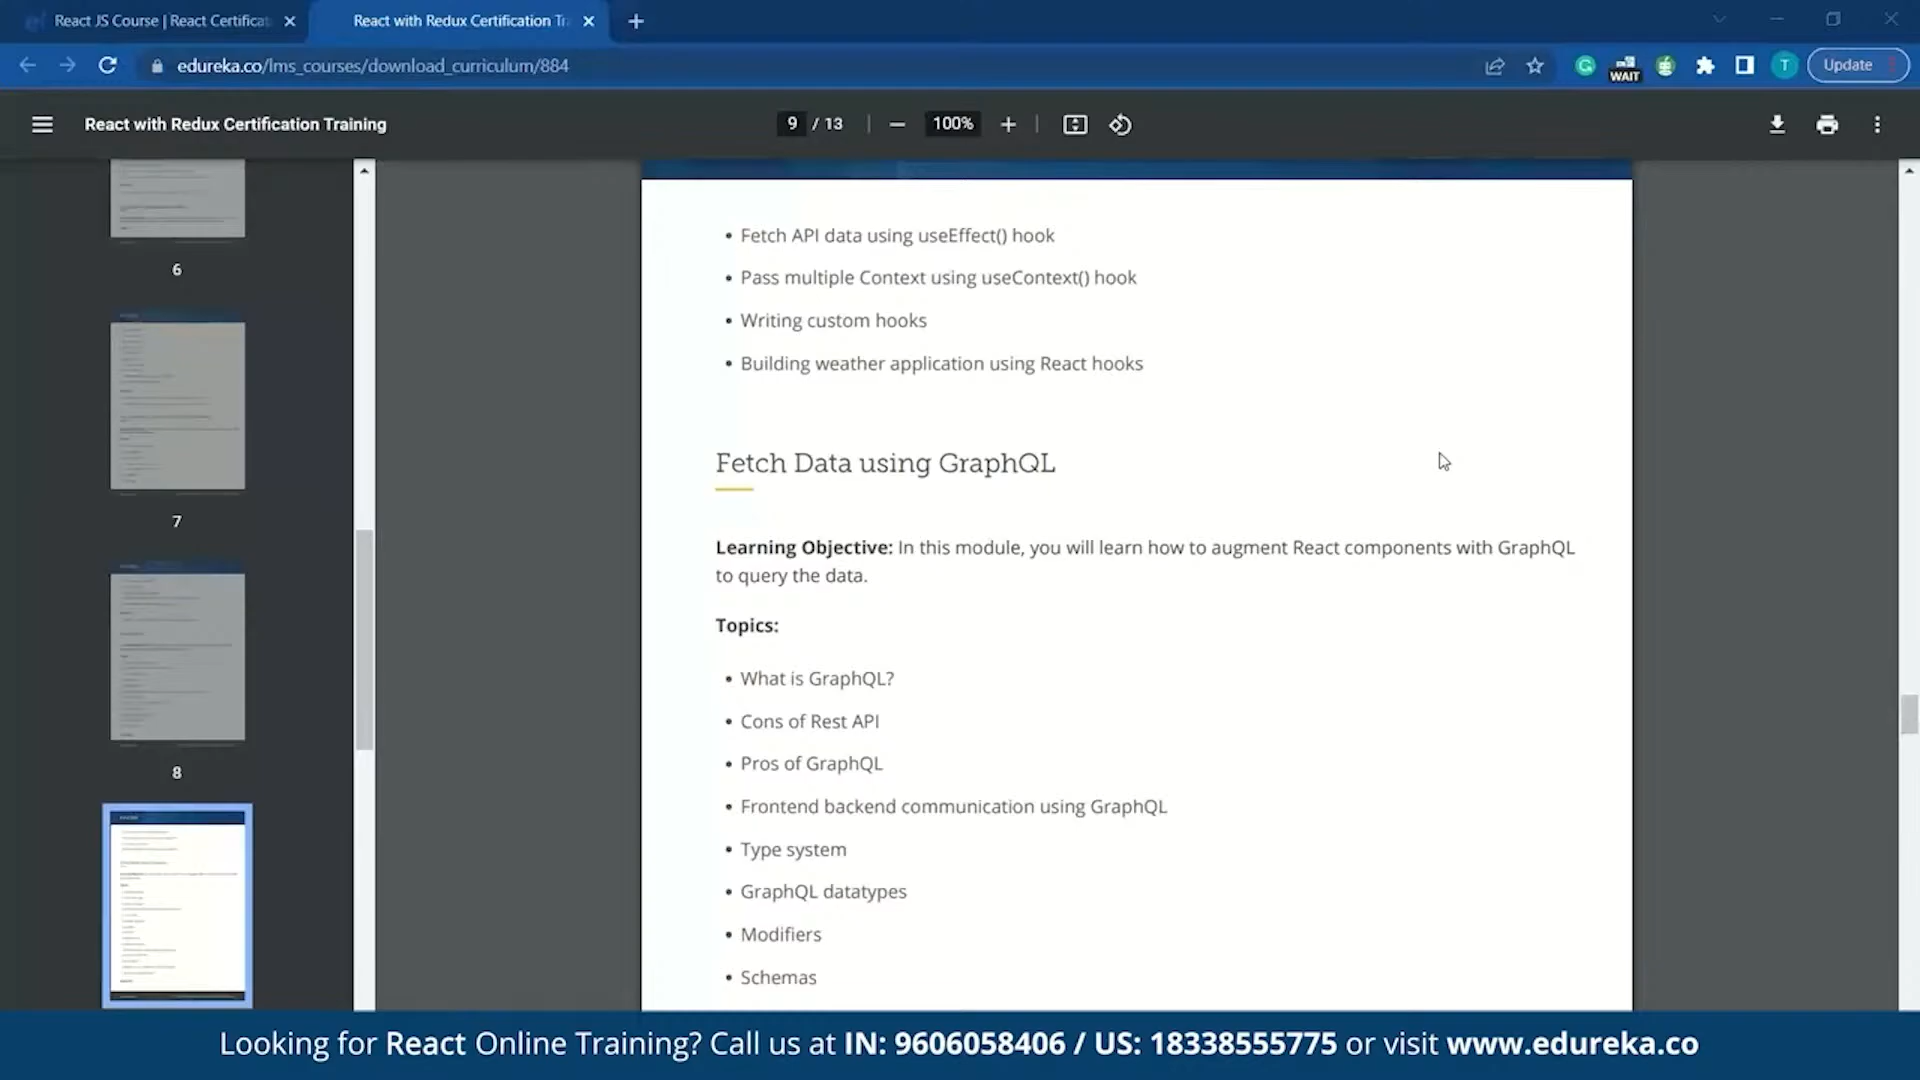 React JS Course | React Certificat
React with Redux Certification Tr
edureka.co/lms_courses/download_curriculum/884
WAIT
T
Update
React with Redux Certification Training
9 / 13
100%
6
7
8
• Fetch API data using useEffect() hook
• Pass multiple Context using useContext() hook
• Writing custom hooks
• Building weather application using React hooks
Fetch Data using GraphQL
Learning Objective: In this module, you will learn how to augment React components with GraphQL
to query the data.
Topics:
• What is GraphQL?
• Cons of Rest API
• Pros of GraphQL
• Frontend backend communication using GraphQL
• Type system
• GraphQL datatypes
• Modifiers
• Schemas
Looking for React Online Training? Call us at IN: 9606058406 / US: 18338555775 or visit www.edureka.co